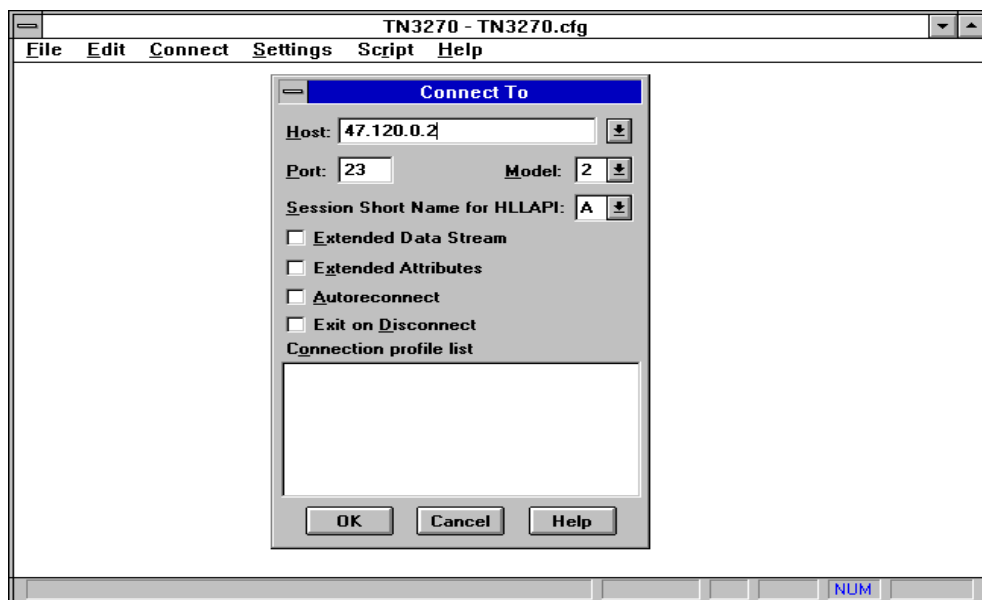 TN3270 - TN3270.cfg
File Edit Connect Settings Script Help
Connect To
Host: 47.120.0.2
Port: 23 Model: 2
Session Short Name for HLLAPI: A
Extended Data Stream
Extended Attributes
Autoreconnect
Exit on Disconnect
Connection profile list
OK Cancel Help
NUM